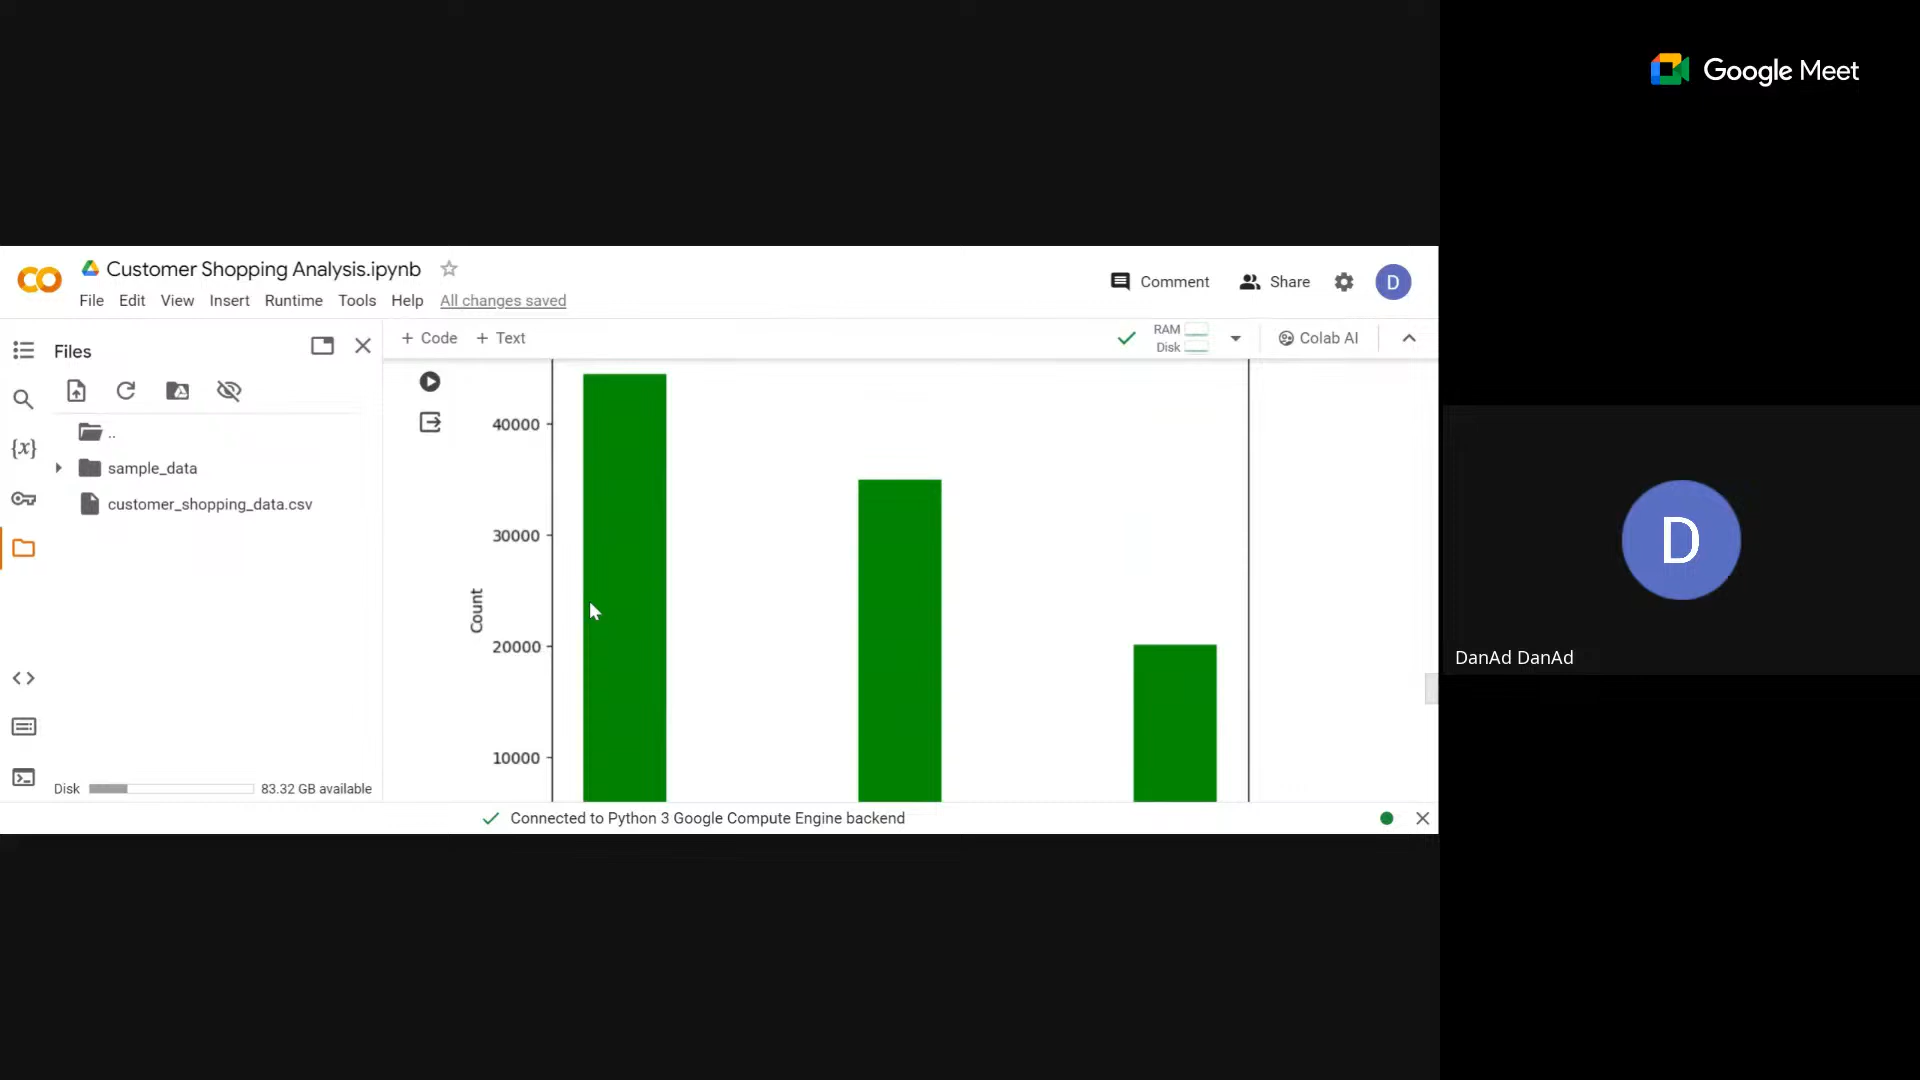 Google Meet
Customer Shopping Analysis.ipynb
File Edit View Insert Runtime Tools Help All changes saved
Comment
Share
D
Files
+ Code + Text
RAM
Disk
Colab AI
..
{x}
sample_data
customer_shopping_data.csv
40000
30000
20000
10000
Count
Disk 83.32 GB available
Connected to Python 3 Google Compute Engine backend
D
DanAd DanAd